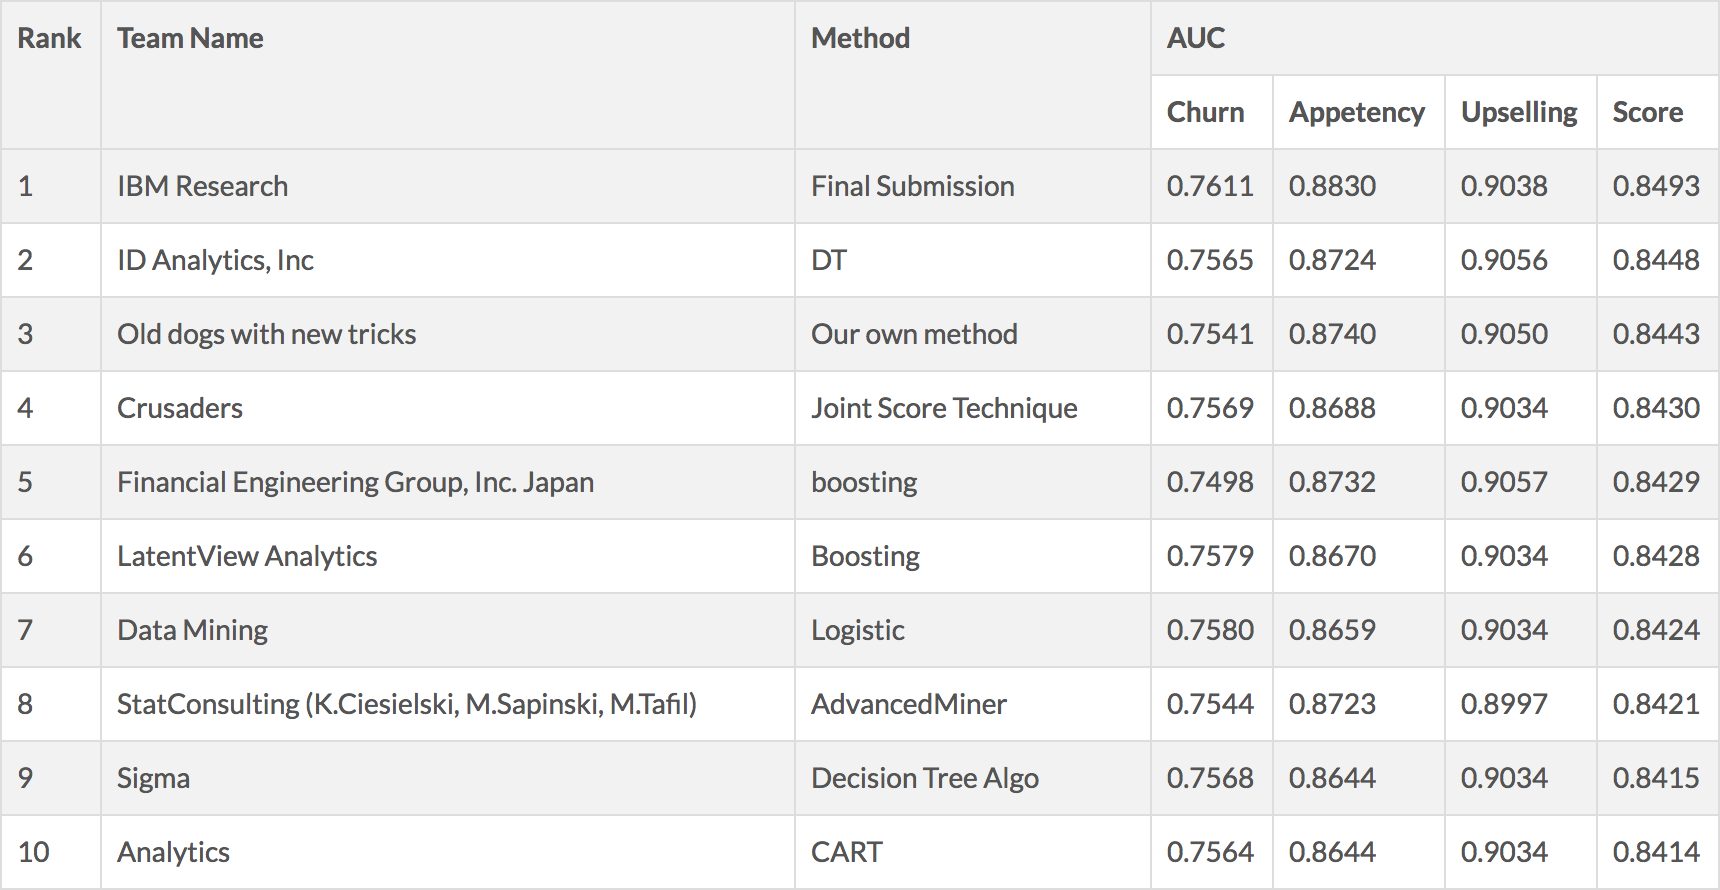 Rank Team Name Method AUC
Churn Appetency Upselling Score
1 IBM Research Final Submission 0.7611 0.8830 0.9038 0.8493
2 ID Analytics, Inc DT 0.7565 0.8724 0.9056 0.8448
3 Old dogs with new tricks Our own method 0.7541 0.8740 0.9050 0.8443
4 Crusaders Joint Score Technique 0.7569 0.8688 0.9034 0.8430
5 Financial Engineering Group, Inc. Japan boosting 0.7498 0.8732 0.9057 0.8429
6 LatentView Analytics Boosting 0.7579 0.8670 0.9034 0.8428
7 Data Mining Logistic 0.7580 0.8659 0.9034 0.8424
8 StatConsulting (K.Ciesielski, M.Sapinski, M.Tafil) AdvancedMiner 0.7544 0.8723 0.8997 0.8421
9 Sigma Decision Tree Algo 0.7568 0.8644 0.9034 0.8415
10 Analytics CART 0.7564 0.8644 0.9034 0.8414